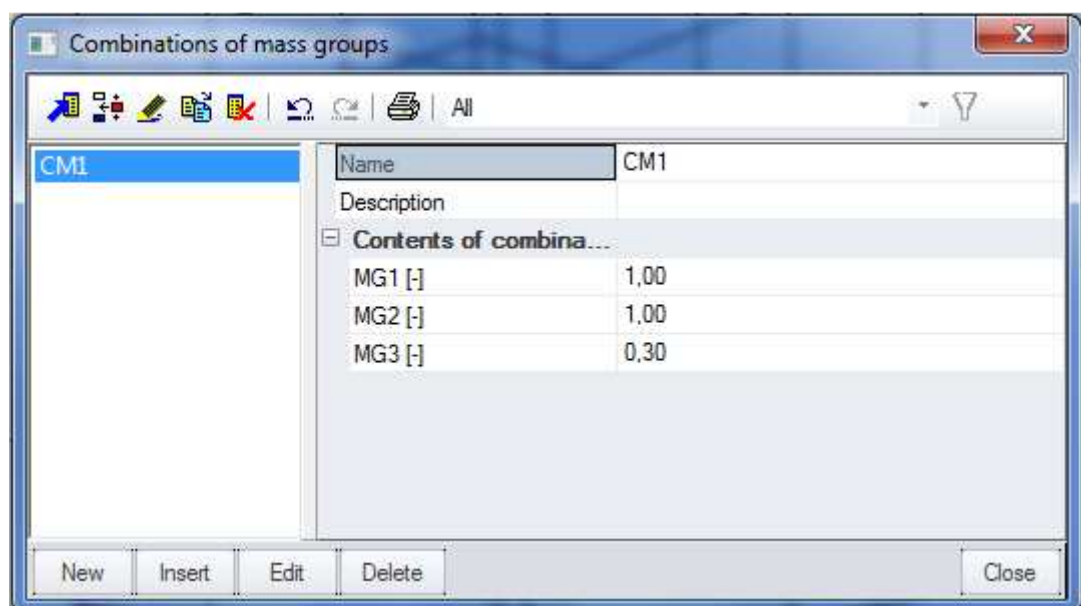 Combinations of mass groups
All
CM1
Name CM1
Description
Contents of combina...
MG1 [-] 1,00
MG2 [-] 1,00
MG3 [-] 0,30
New Insert Edit Delete Close